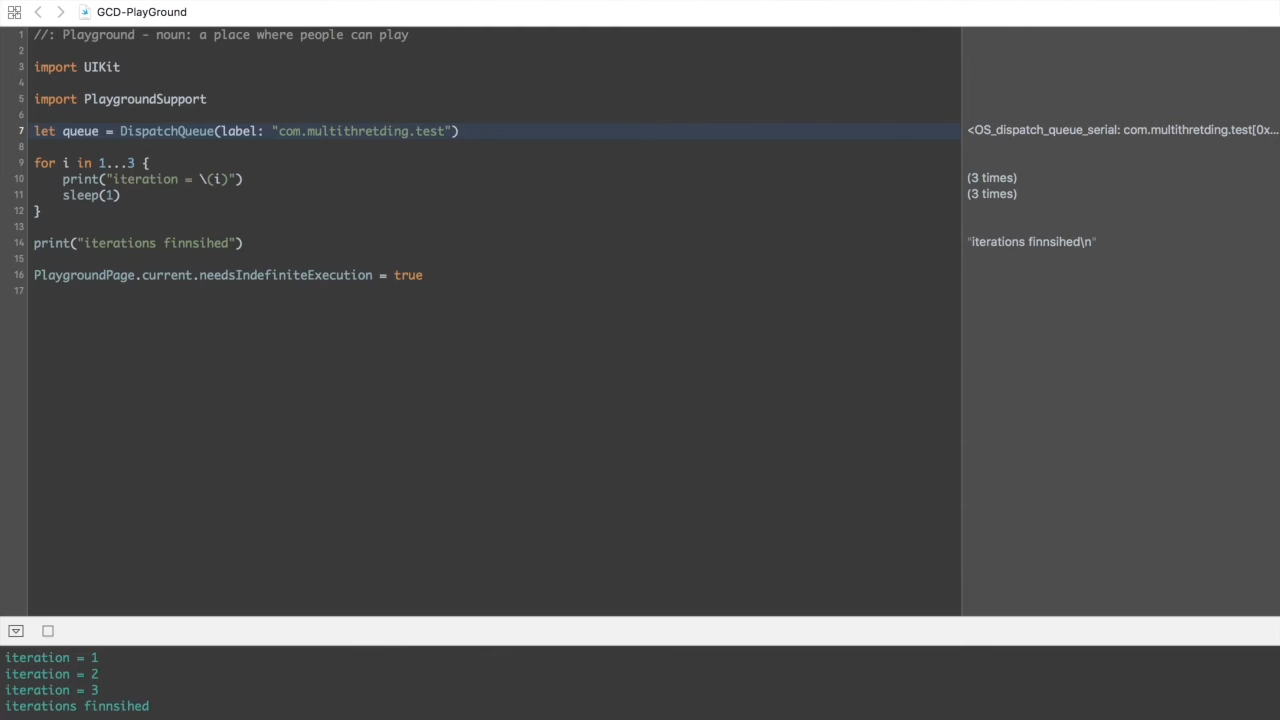 GCD-PlayGround
1 //: Playground - noun: a place where people can play
2
3 import UIKit
4
5 import PlaygroundSupport
6
7 let queue = DispatchQueue(label: "com.multithretding.test")
8
9 for i in 1...3 {
10 print("iteration = \(i)")
11 sleep(1)
12 }
13
14 print("iterations finnsihed")
15
16 PlaygroundPage.current.needsIndefiniteExecution = true
17
<OS_dispatch_queue_serial: com.multithretding.test[0x...
(3 times)
(3 times)
"iterations finnsihed\n"
iteration = 1
iteration = 2
iteration = 3
iterations finnsihed